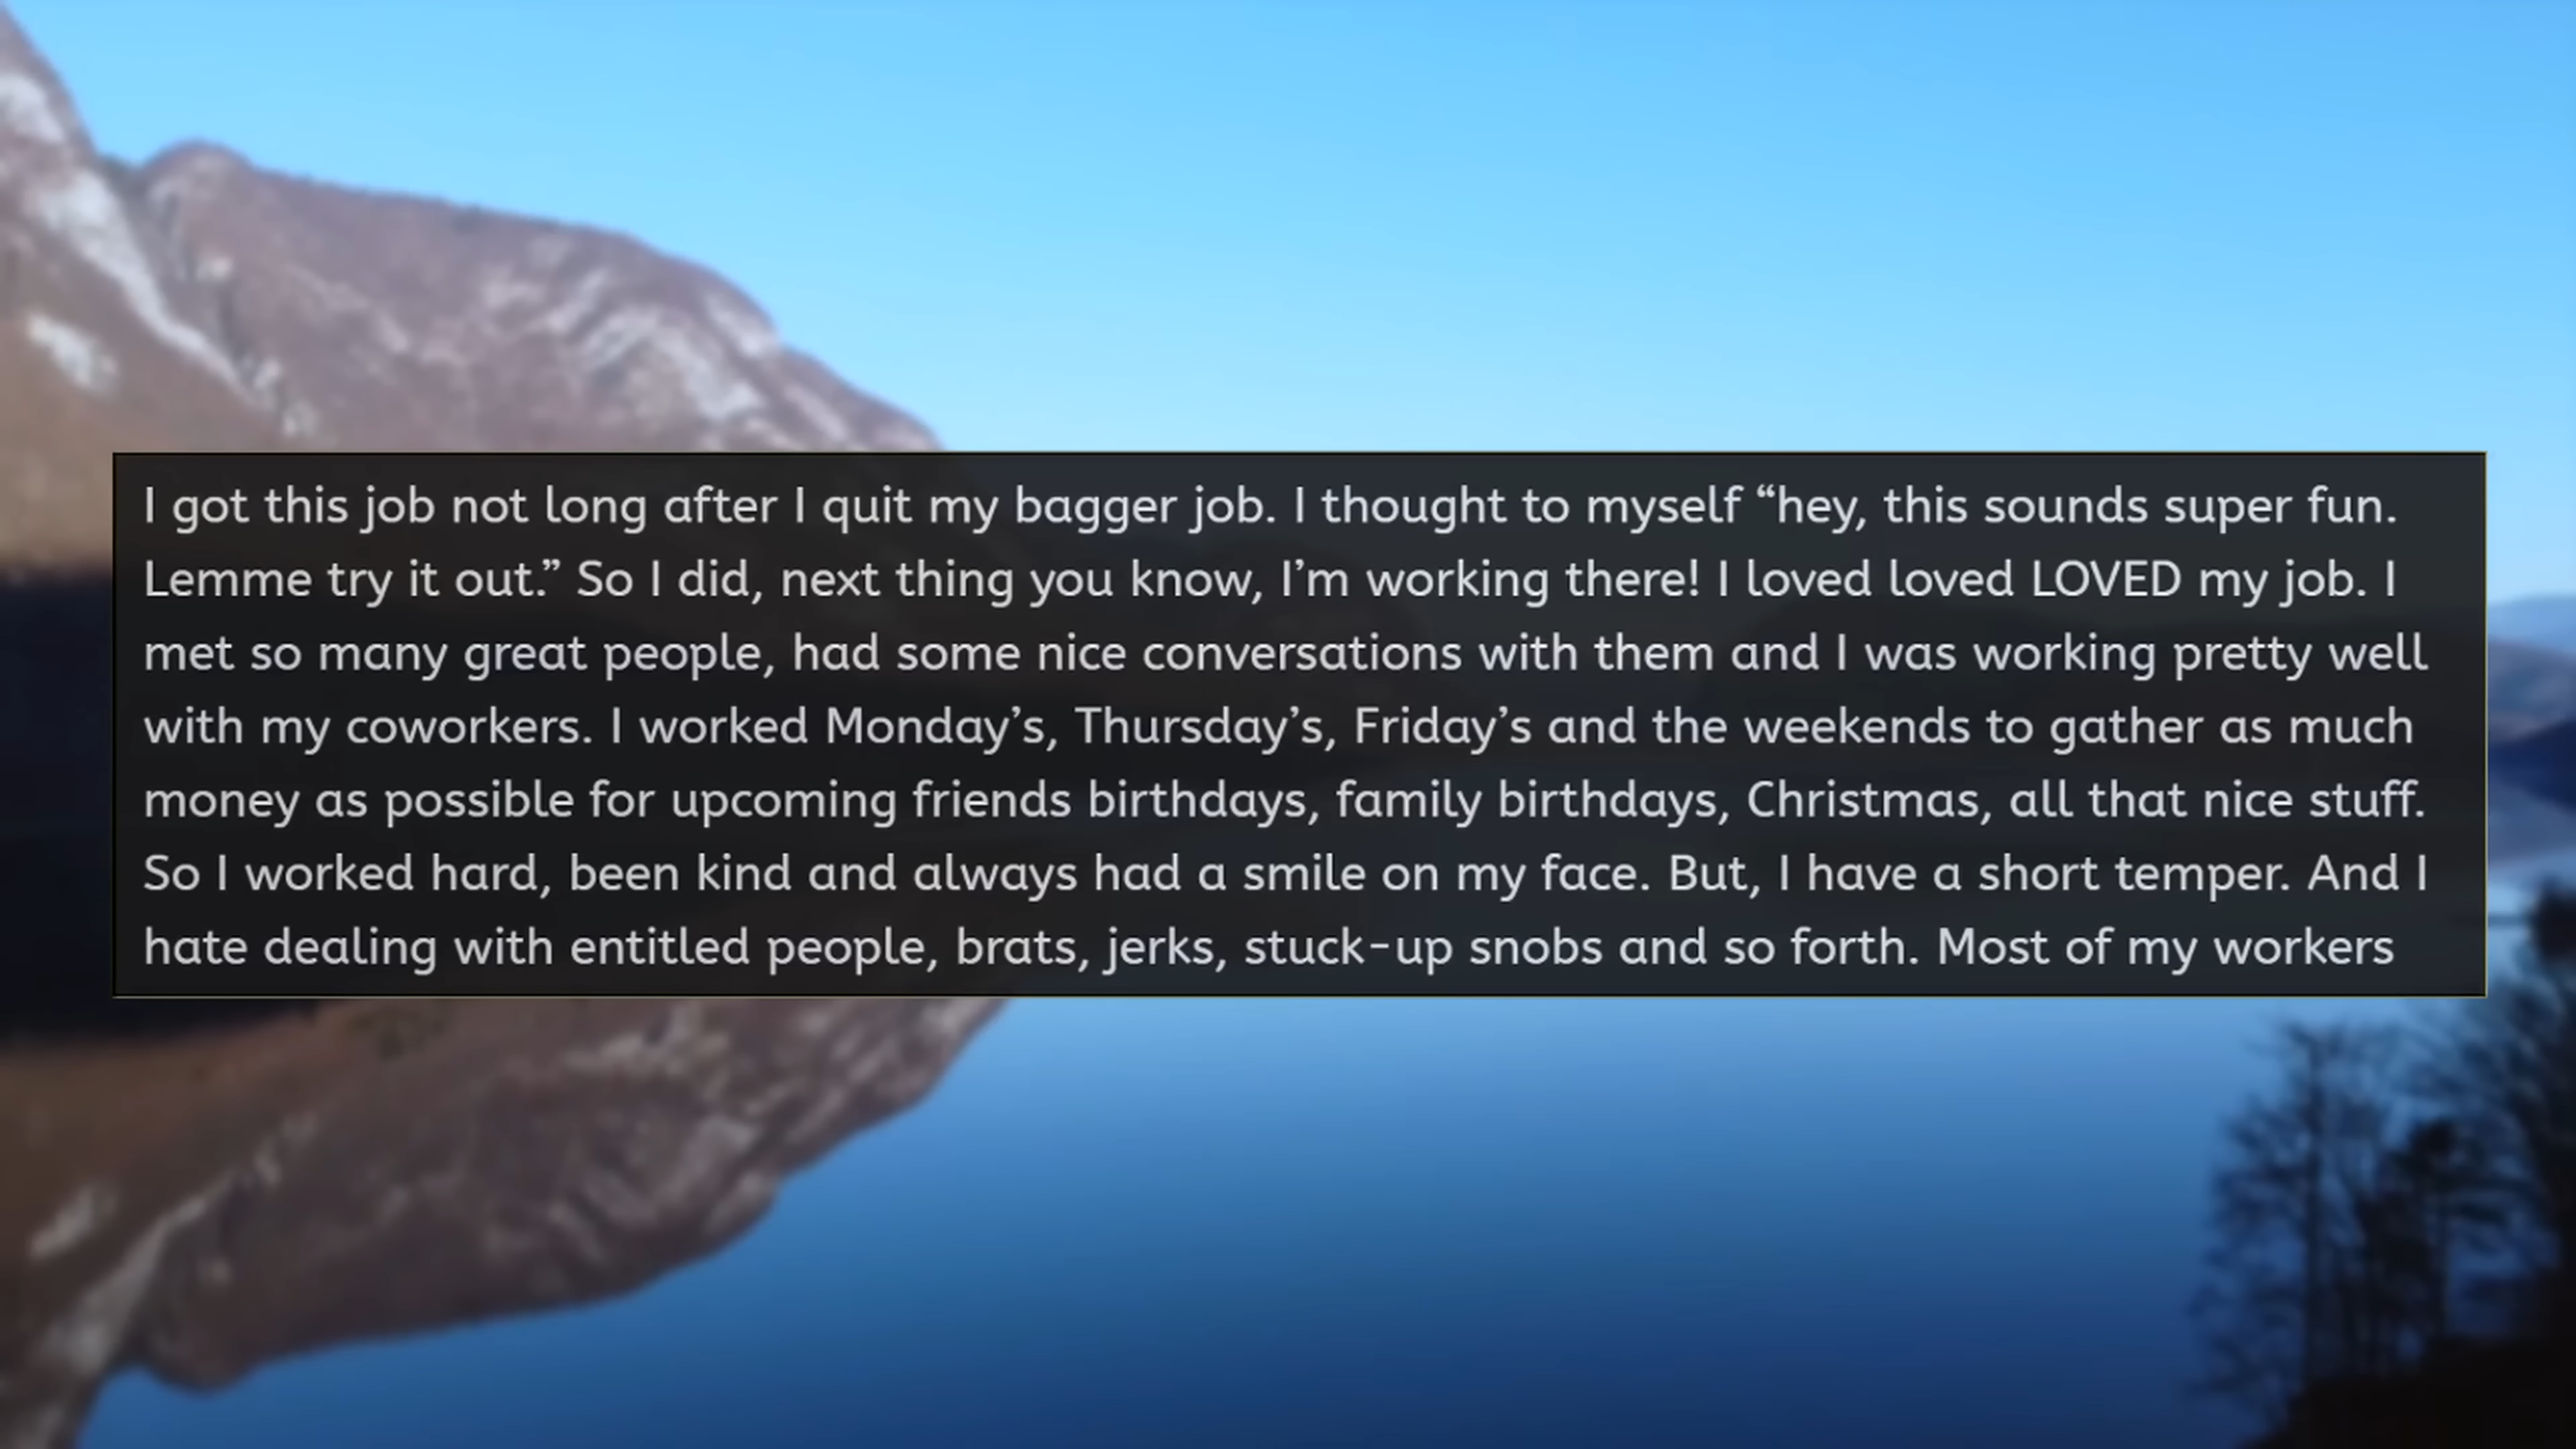 I got this job not long after I quit my bagger job. I thought to myself “hey, this sounds super fun.
Lemme try it out.” So I did, next thing you know, I’m working there! I loved loved LOVED my job. I
met so many great people, had some nice conversations with them and I was working pretty well
with my coworkers. I worked Monday’s, Thursday’s, Friday’s and the weekends to gather as much
money as possible for upcoming friends birthdays, family birthdays, Christmas, all that nice stuff.
So I worked hard, been kind and always had a smile on my face. But, I have a short temper. And I
hate dealing with entitled people, brats, jerks, stuck-up snobs and so forth. Most of my workers